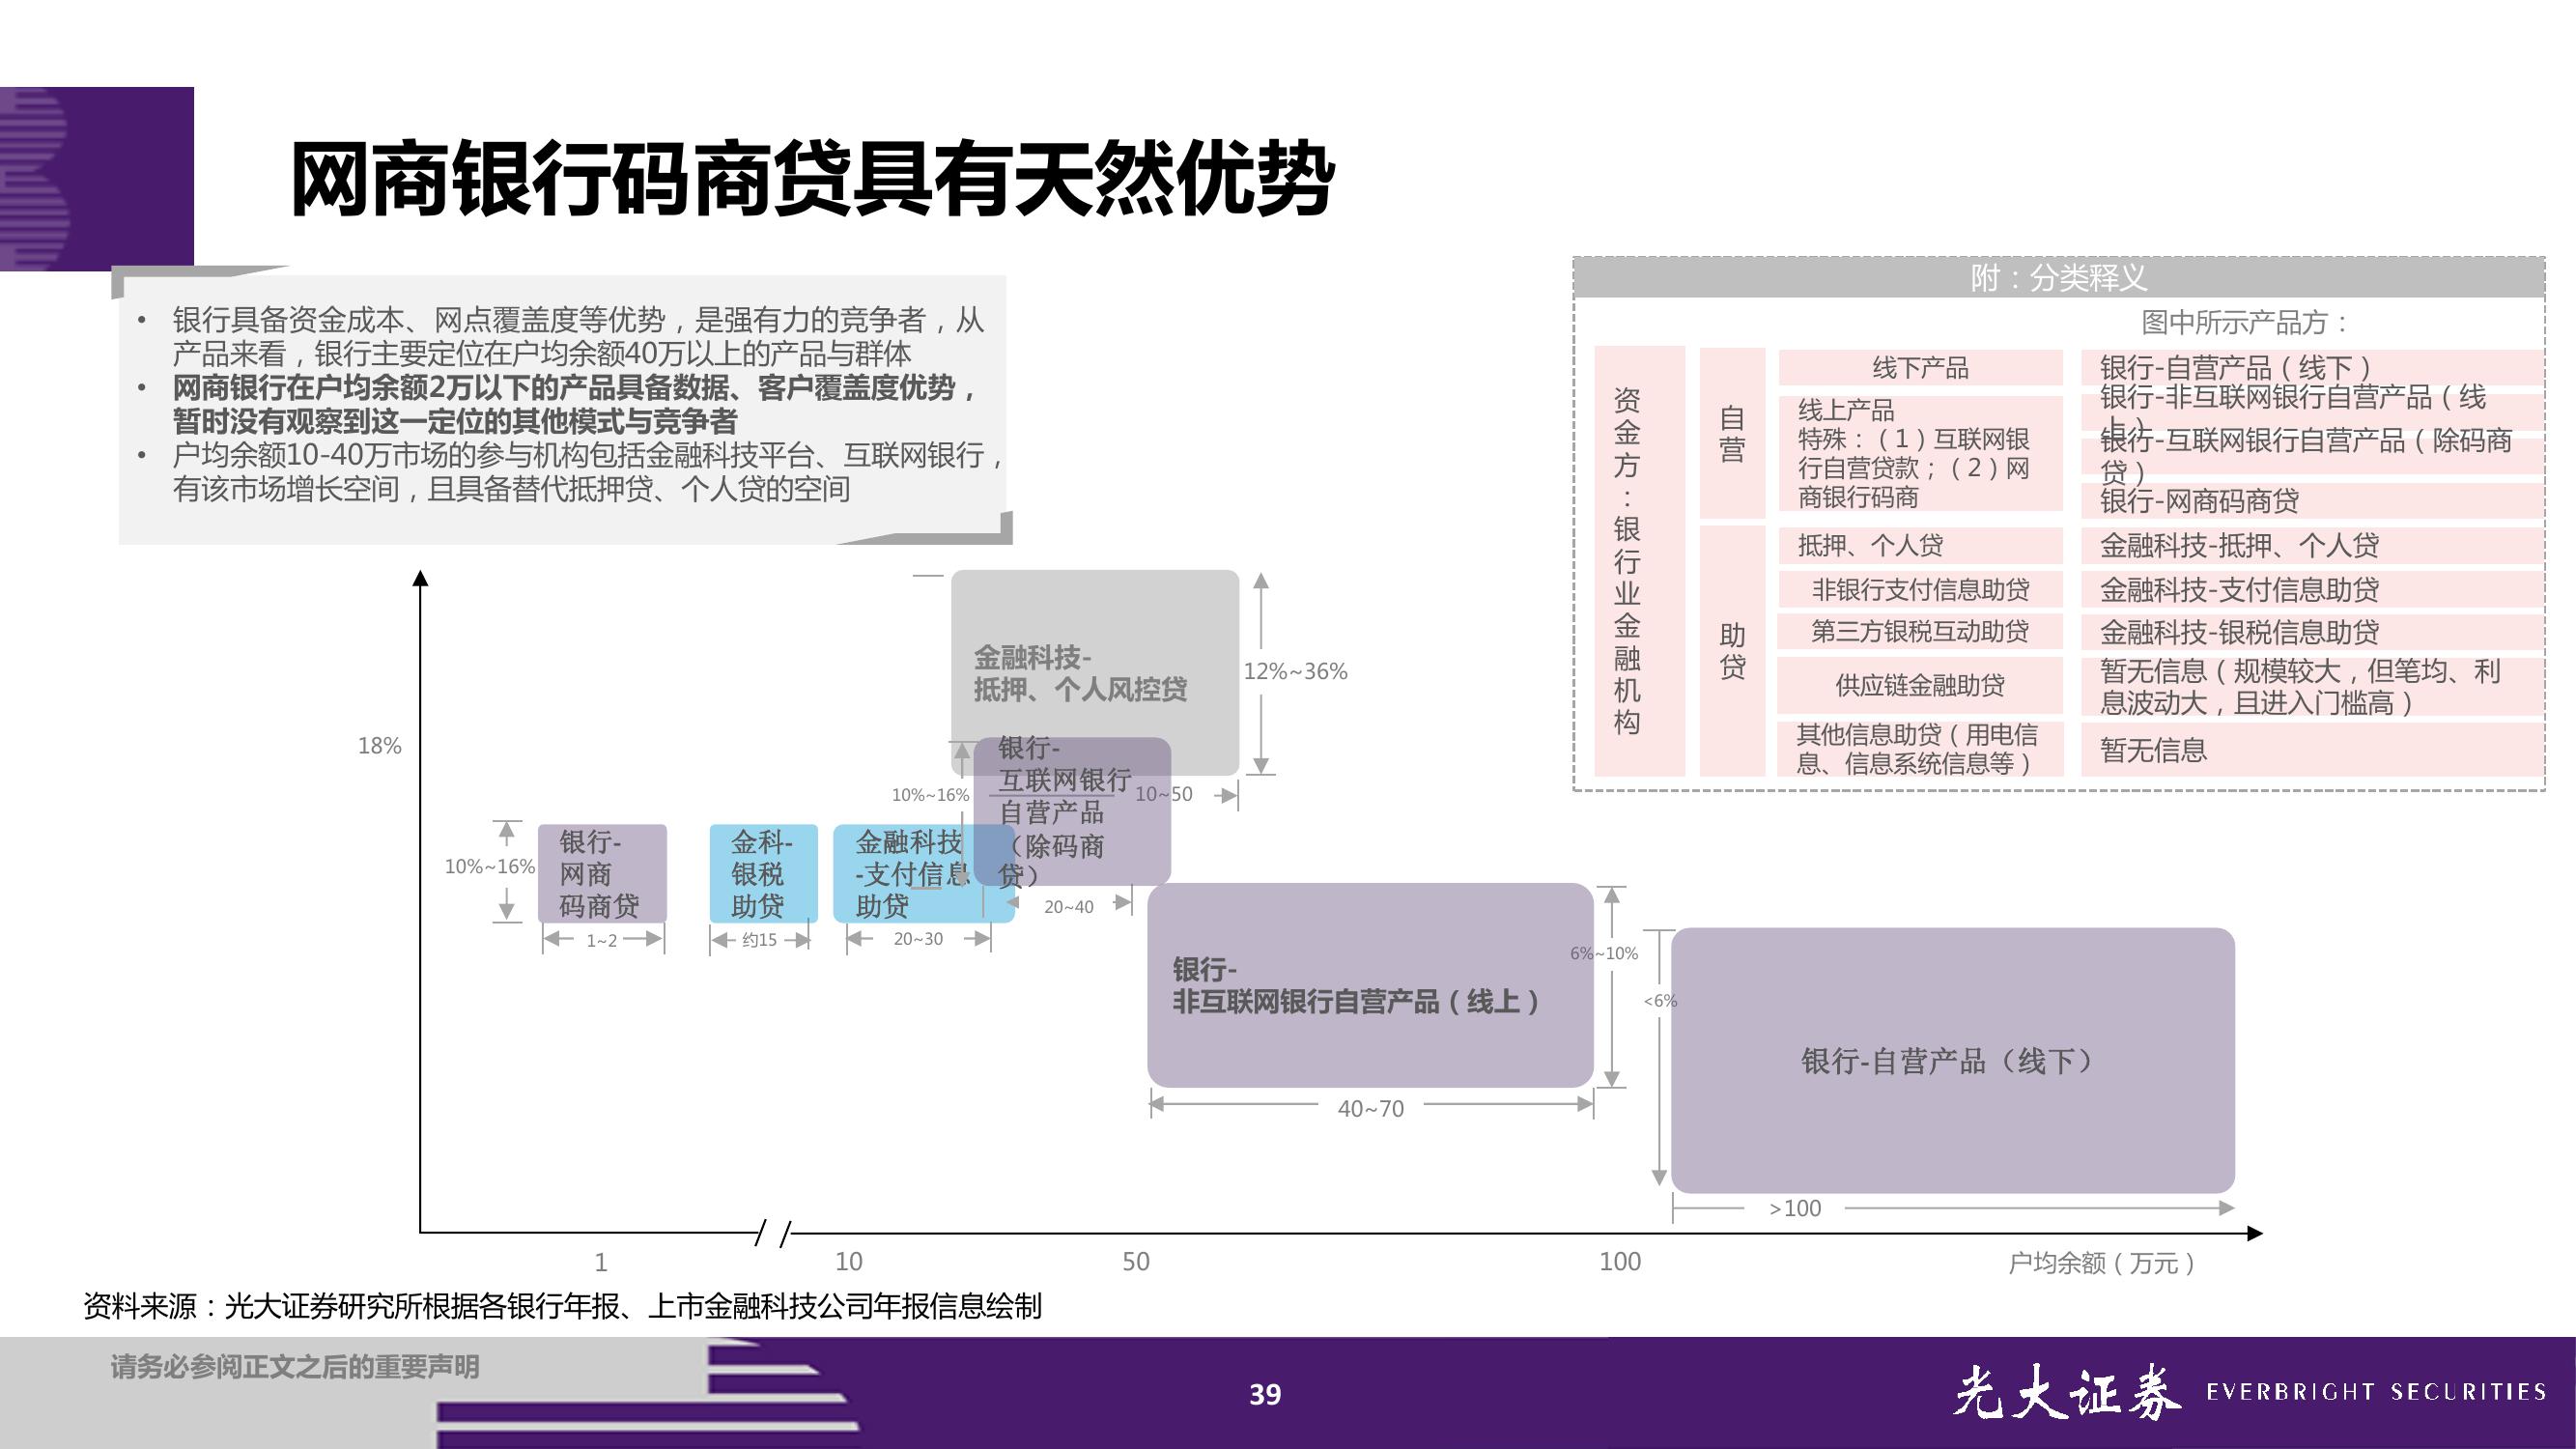 网商银行码商贷具有天然优势
• 银行具备资金成本、网点覆盖度等优势，是强有力的竞争者，从
产品来看，银行主要定位在户均余额40万以上的产品与群体
• 网商银行在户均余额2万以下的产品具备数据、客户覆盖度优势，
暂时没有观察到这一定位的其他模式与竞争者
• 户均余额10-40万市场的参与机构包括金融科技平台、互联网银行，
有该市场增长空间，且具备替代抵押贷、个人贷的空间
附：分类释义
图中所示产品方：
资金方：银行业金融机构
自营
线下产品
银行-自营产品（线下）
线上产品
特殊：（1）互联网银
行自营贷款；（2）网
商银行码商
银行-非互联网银行自营产品（线
上）
银行-互联网银行自营产品（除码商
贷）
银行-网商码商贷
助贷
抵押、个人贷
金融科技-抵押、个人贷
非银行支付信息助贷
金融科技-支付信息助贷
第三方银税互动助贷
金融科技-银税信息助贷
供应链金融助贷
暂无信息（规模较大，但笔均、利
息波动大，且进入门槛高）
其他信息助贷（用电信
息、信息系统信息等）
暂无信息
18%
金融科技-
抵押、个人风控贷
12%~36%
10~50
银行-
互联网银行
自营产品
（除码商
贷）
10%~16%
20~40
10%~16%
银行-
网商
码商贷
1~2
金科-
银税
助贷
约15
金融科技
-支付信息
助贷
20~30
银行-
非互联网银行自营产品（线上）
6%~10%
40~70
<6%
银行-自营产品（线下）
>100
1
10
50
100
户均余额（万元）
资料来源：光大证券研究所根据各银行年报、上市金融科技公司年报信息绘制
请务必参阅正文之后的重要声明
39
光大证券 EVERBRIGHT SECURITIES